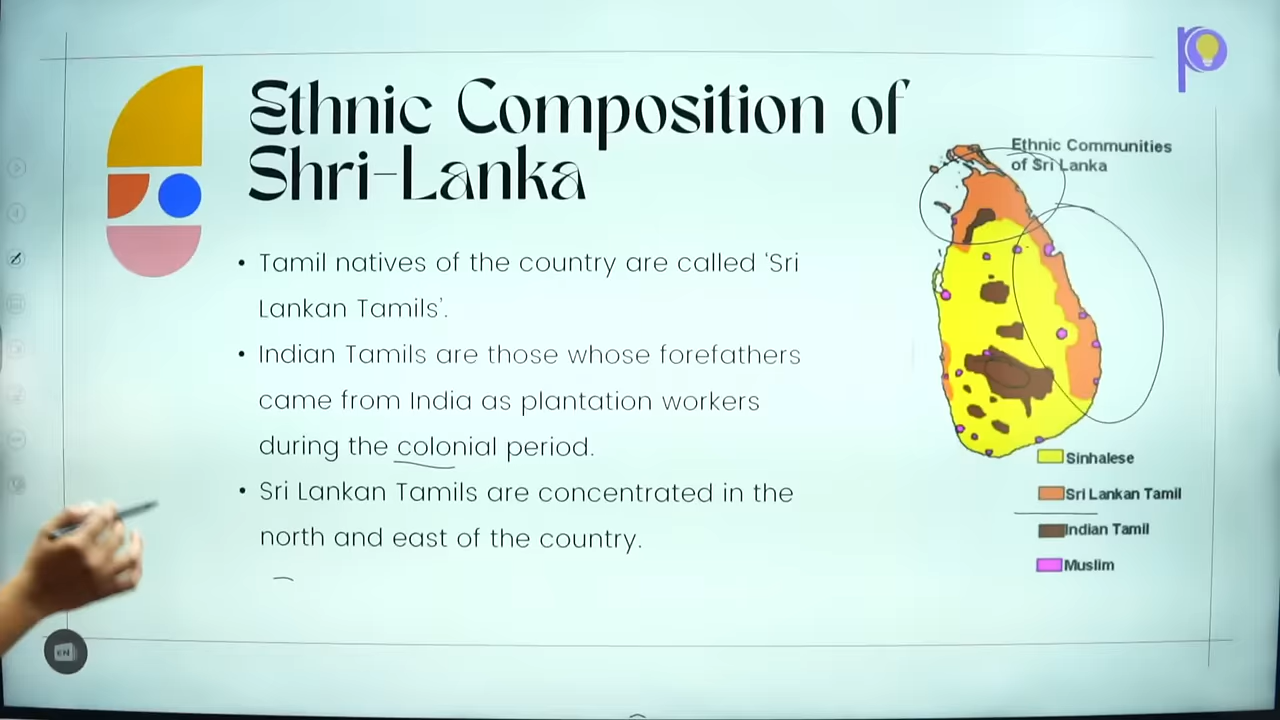 Ethnic Composition of
Shri-Lanka
Ethnic Communities
of Sri Lanka
• Tamil natives of the country are called ‘Sri
Lankan Tamils’.
• Indian Tamils are those whose forefathers
came from India as plantation workers
during the colonial period.
• Sri Lankan Tamils are concentrated in the
north and east of the country.
Sinhalese
Sri Lankan Tamil
Indian Tamil
Muslim
EN